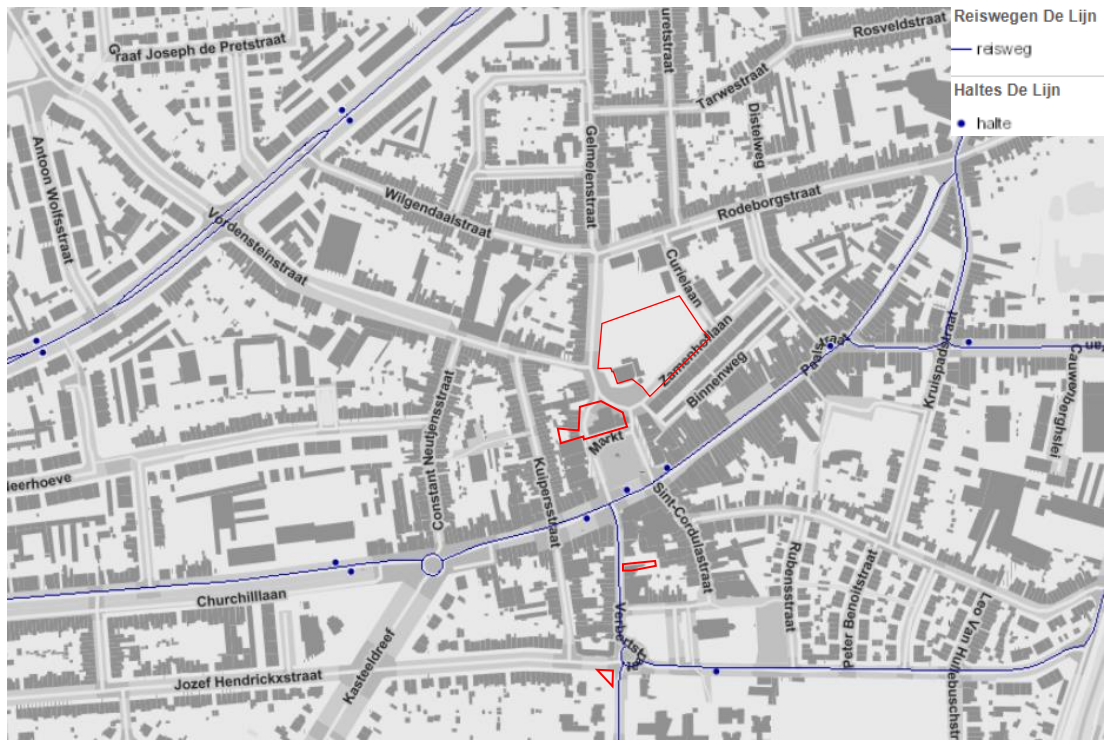 Reiswegen De Lijn
reisweg
Haltes De Lijn
halte
Graaf Joseph de Pretstraat
uretstraat
Rosveldstraat
Tarwestraat
Distelweg
Antoon Wolfsstraat
Gelmelenstraat
Wilgendaalstraat
Rodeborgstraat
Vordensteinstraat
Curielaan
Zamenhoflaan
Binnenweg
Paalstraat
Kruispadstraat
Van
Cauwenberghslei
Constant Neutjensstraat
Markt
Kuipersstraat
Neerhoeve
Sint-Cordulastraat
Churchilllaan
Rubensstraat
Peter Benoitstraat
Kasteeldreef
Jozef Hendrickxstraat